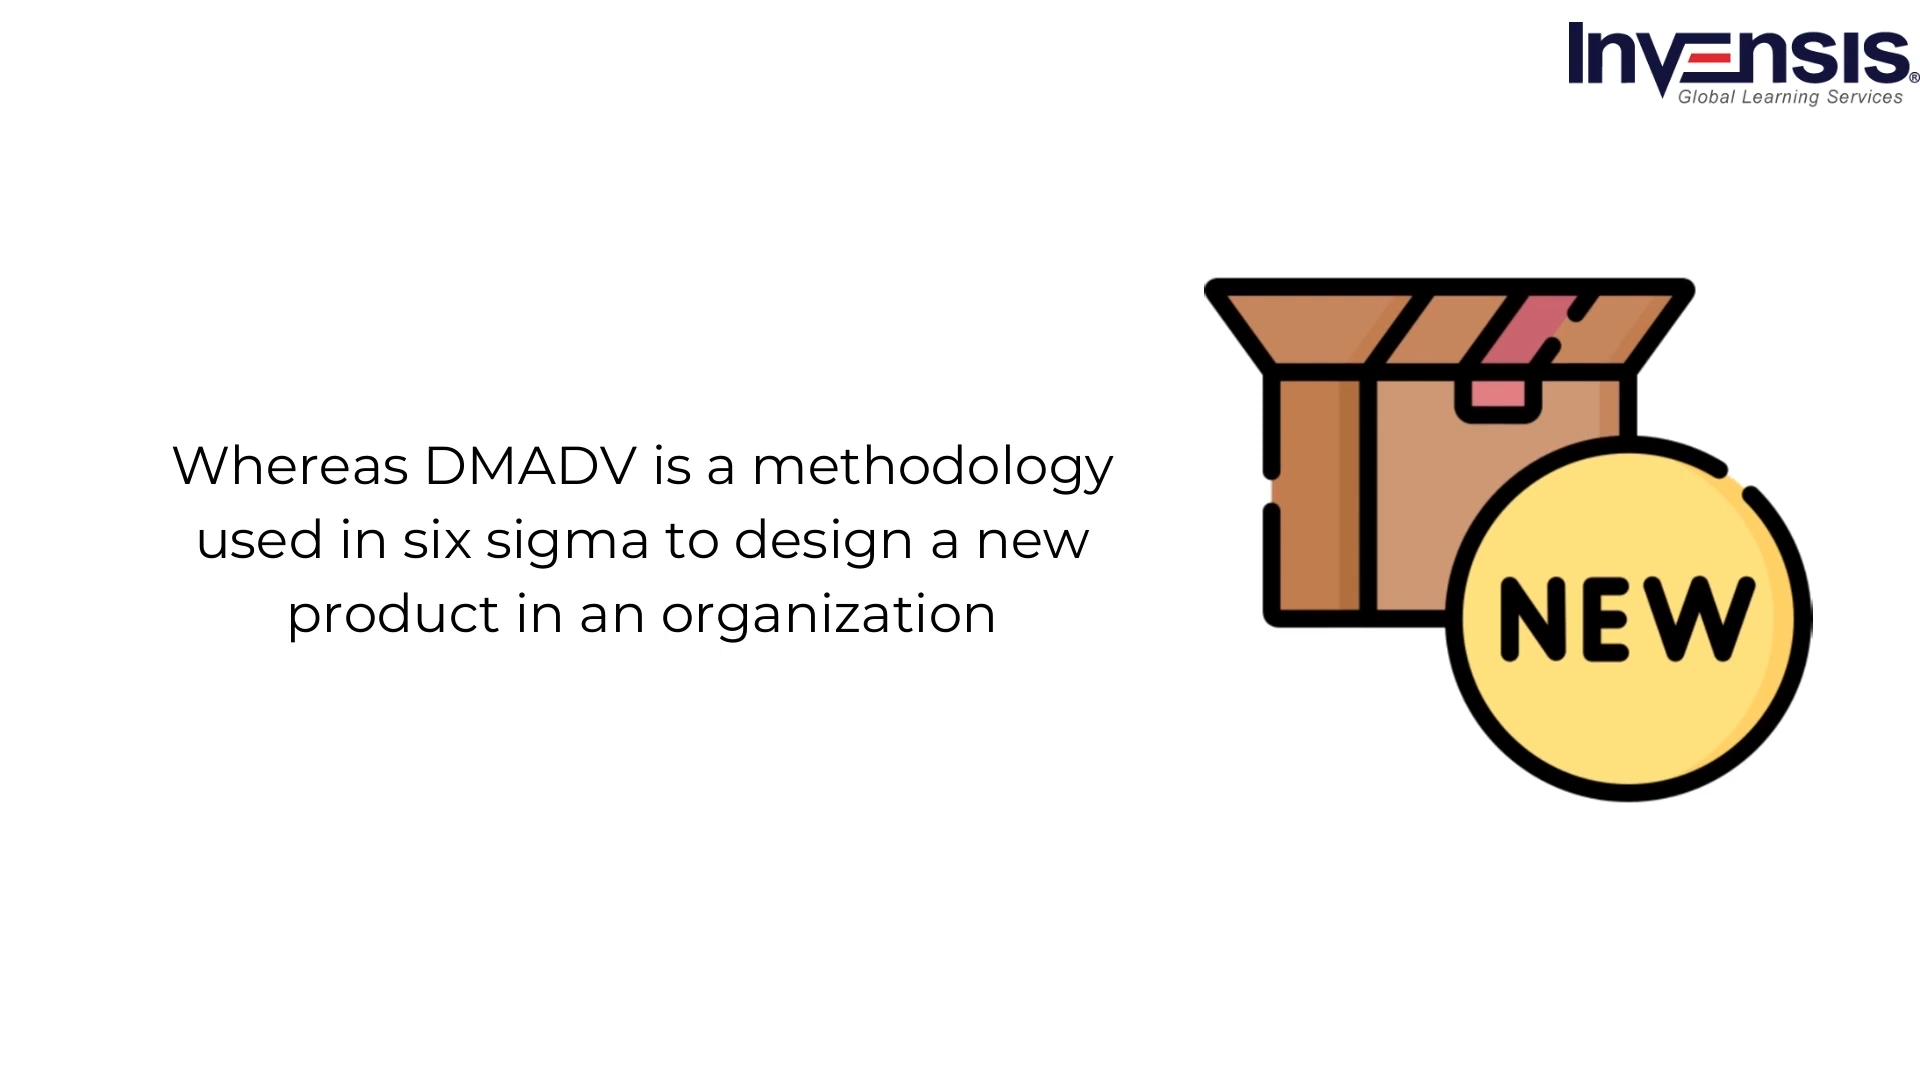 Invensis®
Global Learning Services
Whereas DMADV is a methodology
used in six sigma to design a new
product in an organization
NEW